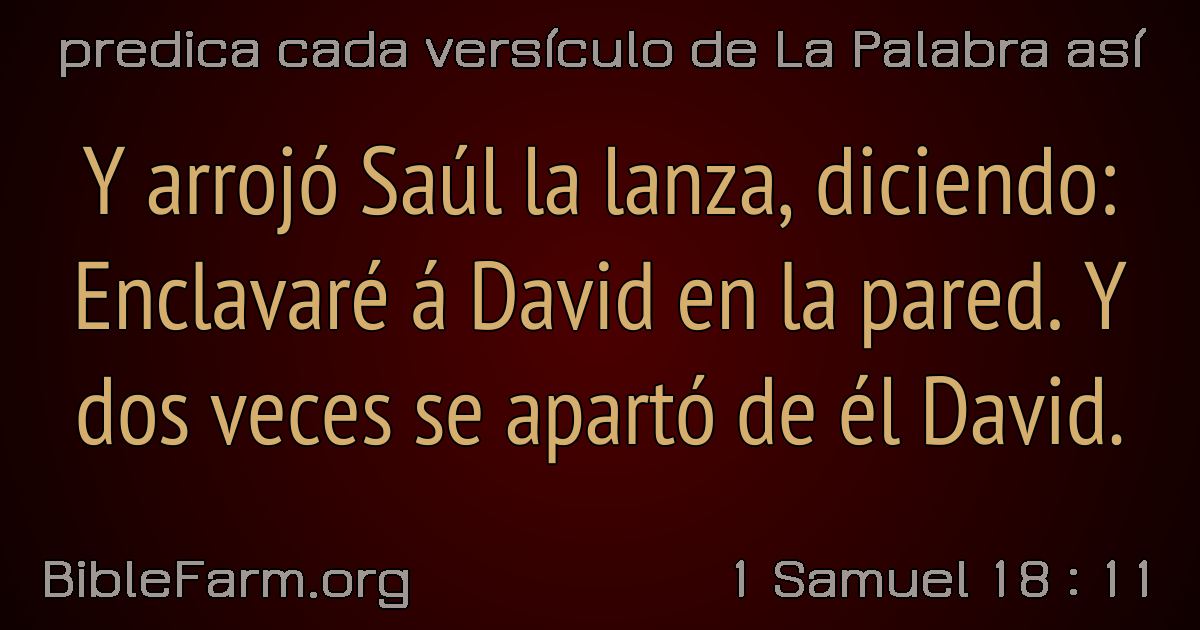 predica cada versículo de La Palabra así
Y arrojó Saúl la lanza, diciendo:
Enclavaré á David en la pared. Y
dos veces se apartó de él David.
BibleFarm.org
1 Samuel 18 : 11